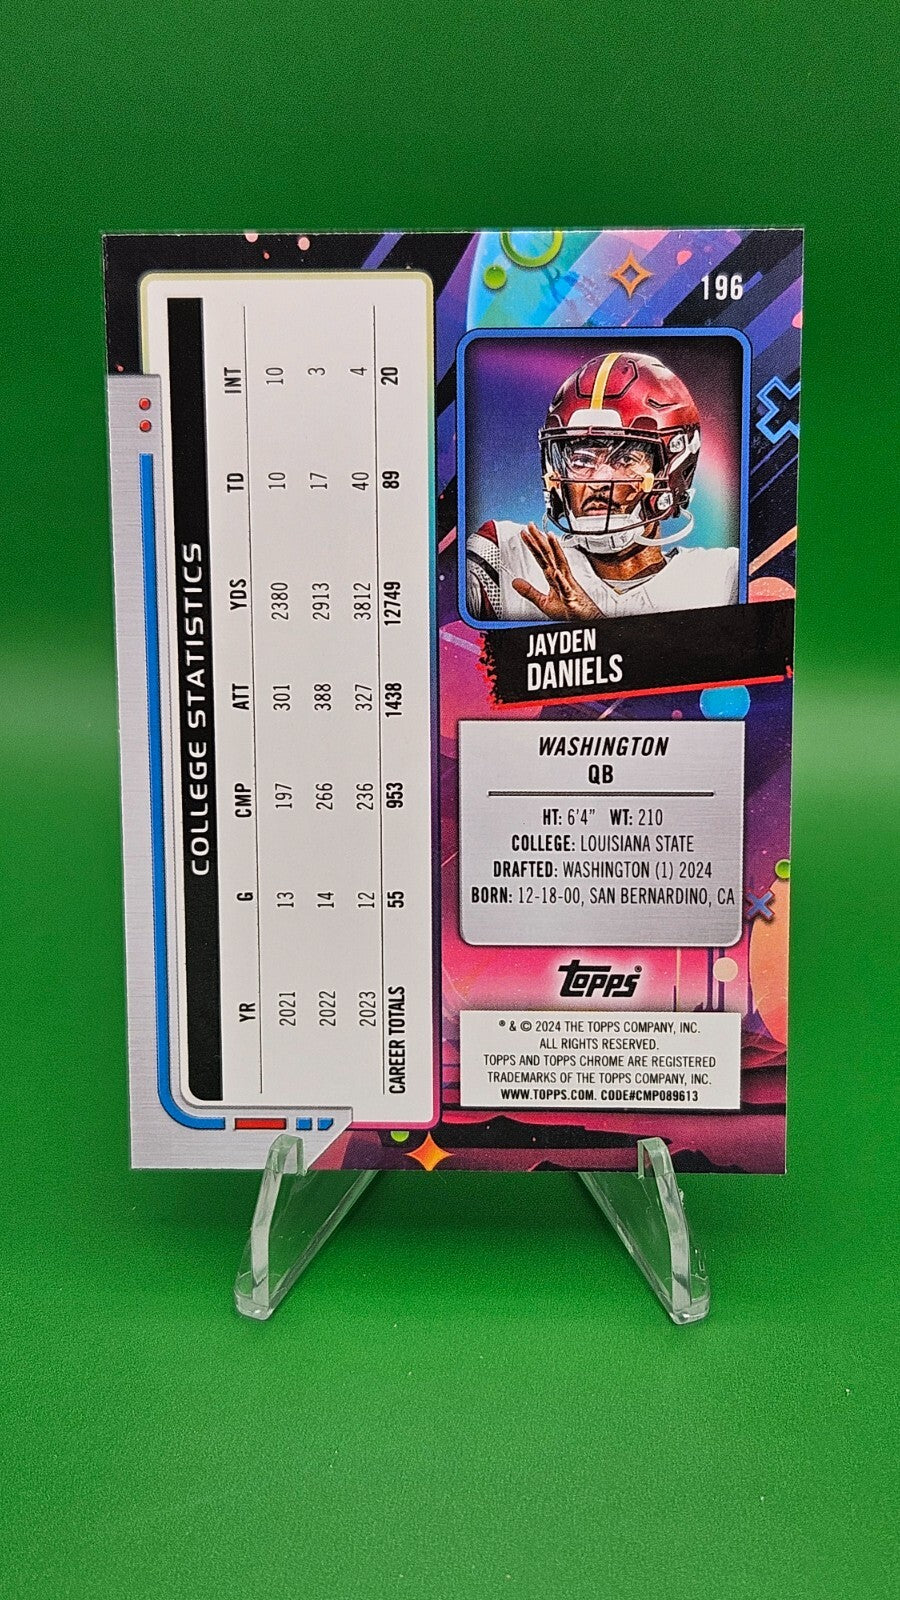 196
JAYDEN
DANIELS
WASHINGTON
QB
HT: 6'4" WT: 210
COLLEGE: LOUISIANA STATE
DRAFTED: WASHINGTON (1) 2024
BORN: 12-18-00, SAN BERNARDINO, CA
topps®
® & © 2024 THE TOPPS COMPANY, INC.
ALL RIGHTS RESERVED.
TOPPS AND TOPPS CHROME ARE REGISTERED
TRADEMARKS OF THE TOPPS COMPANY, INC.
WWW.TOPPS.COM. CODE#CMP089613
COLLEGE STATISTICS
YR G CMP ATT YDS TD INT
2021 13 197 301 2380 10 10
2022 14 266 388 2913 17 3
2023 12 236 327 3812 40 4
CAREER TOTALS 55 953 1438 12749 89 20